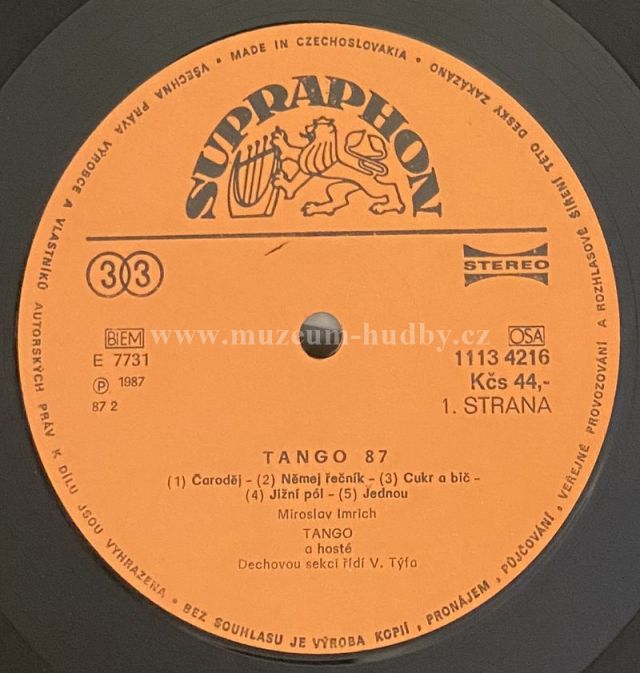 VŠECHNA PRÁVA VÝROBCE A VLASTNÍKŮ AUTORSKÝCH PRÁV K DÍLU JSOU VYHRAZENA • BEZ SOUHLASU JE VÝROBA KOPIÍ, PRONÁJEM, PŮJČOVÁNÍ, VEŘEJNÉ PROVOZOVÁNÍ A ROZHLASOVÉ ŠÍŘENÍ TÉTO DESKY ZAKÁZÁNO • MADE IN CZECHOSLOVAKIA •
SUPRAPHON
33
STEREO
BIEM
www.muzeum-hudby.cz
OSA
E 7731
1113 4216
Ⓟ 1987
Kčs 44,-
87 2
1. STRANA
TANGO 87
(1) Čaroděj - (2) Němej řečník - (3) Cukr a bič -
(4) Jižní pól - (5) Jednou
Miroslav Imrich
TANGO
a hosté
Dechovou sekci řídí V. Týfa